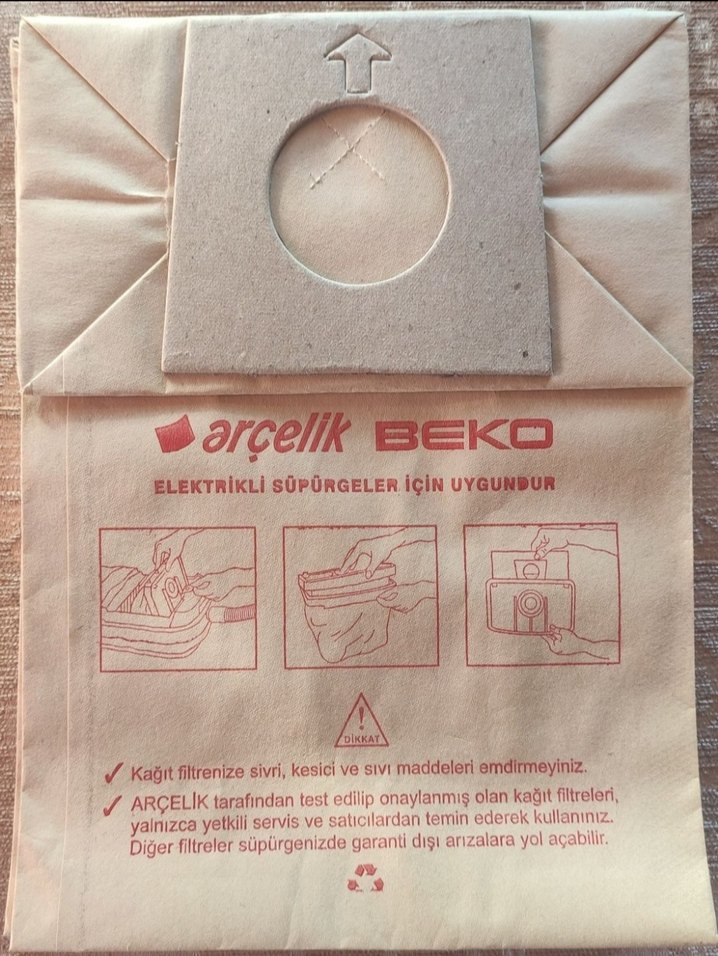 arçelik BEKO
ELEKTRİKLİ SÜPÜRGELER İÇİN UYGUNDUR
DİKKAT
Kağıt filtrenize sivri, kesici ve sıvı maddeleri emdirmeyiniz.
ARÇELİK tarafından test edilip onaylanmış olan kağıt filtreleri,
yalnızca yetkili servis ve satıcılardan temin ederek kullanınız.
Diğer filtreler süpürgenizde garanti dışı arızalara yol açabilir.